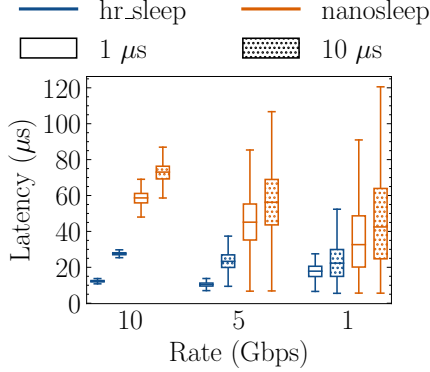 hr_sleep nanosleep
1 μs 10 μs
Latency (μs)
120
100
80
60
40
20
0
10 5 1
Rate (Gbps)